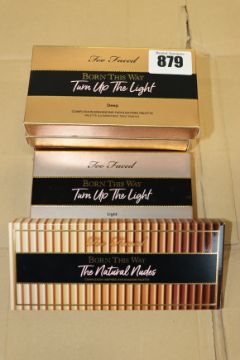 879
Too Faced
BORN THIS WAY
Turn Up The Light
Deep
Too Faced
BORN THIS WAY
Turn Up The Light
Light
Too Faced
BORN THIS WAY
The Natural Nudes